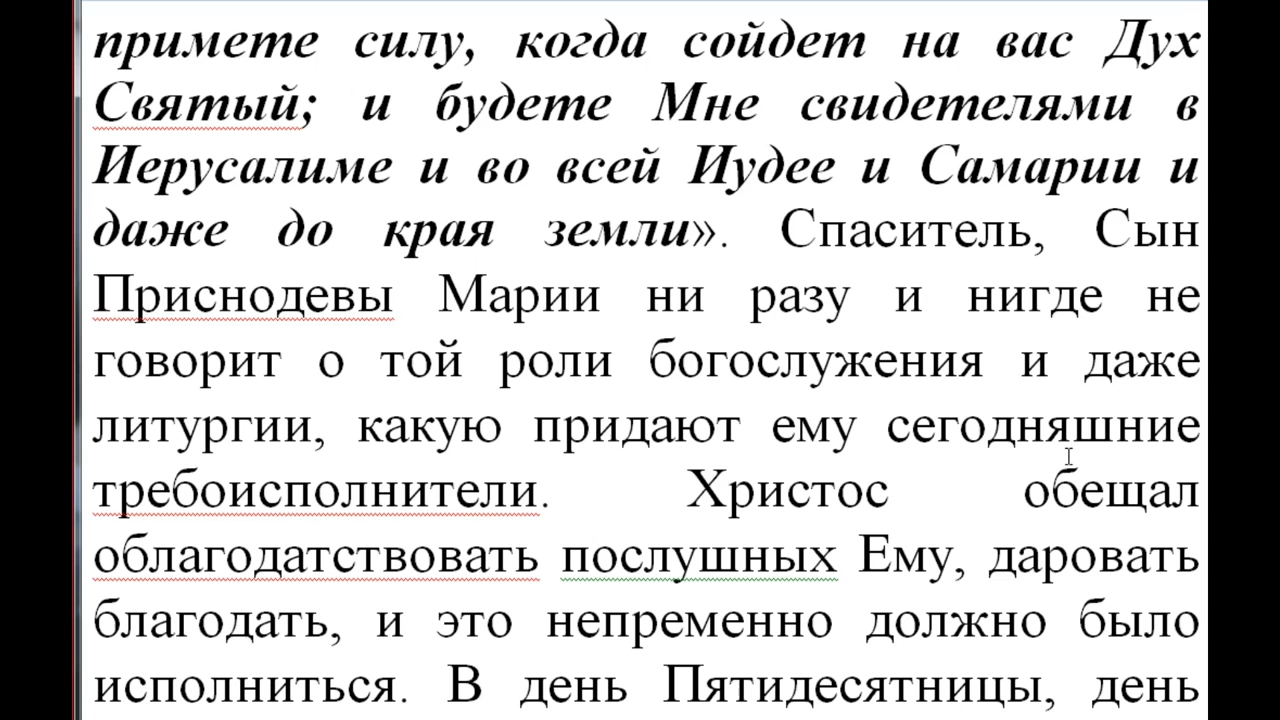 примете силу, когда сойдет на вас Дух
Святый; и будете Мне свидетелями в
Иерусалиме и во всей Иудее и Самарии и
даже до края земли». Спаситель, Сын
Приснодевы Марии ни разу и нигде не
говорит о той роли богослужения и даже
литургии, какую придают ему сегодняшние
требоисполнители. Христос обещал
облагодатствовать послушных Ему, даровать
благодать, и это непременно должно было
исполниться. В день Пятидесятницы, день